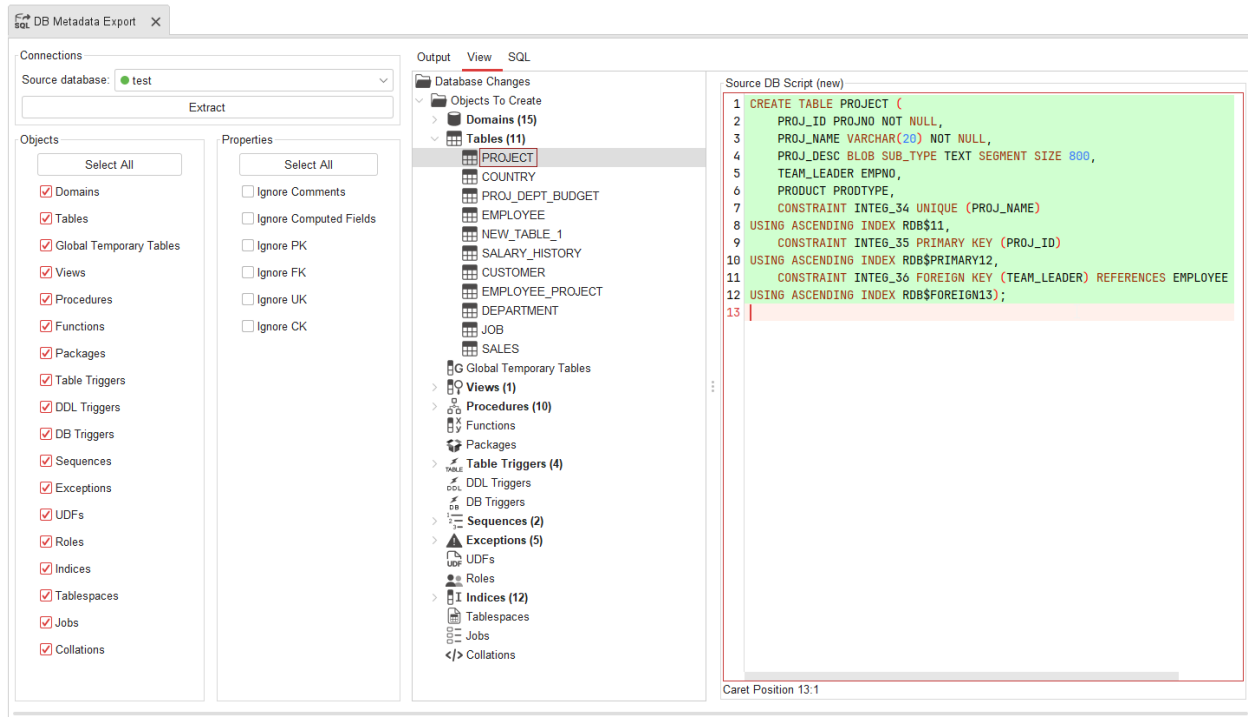 DB Metadata Export
Connections
Source database: test
Extract
Objects
Select All
Domains
Tables
Global Temporary Tables
Views
Procedures
Functions
Packages
Table Triggers
DDL Triggers
DB Triggers
Sequences
Exceptions
UDFs
Roles
Indices
Tablespaces
Jobs
Collations
Properties
Select All
Ignore Comments
Ignore Computed Fields
Ignore PK
Ignore FK
Ignore UK
Ignore CK
Output View SQL
Database Changes
Objects To Create
Domains (15)
Tables (11)
PROJECT
COUNTRY
PROJ_DEPT_BUDGET
EMPLOYEE
NEW_TABLE_1
SALARY_HISTORY
CUSTOMER
EMPLOYEE_PROJECT
DEPARTMENT
JOB
SALES
G Global Temporary Tables
Views (1)
Procedures (10)
Functions
Packages
TABLE Table Triggers (4)
DDL DDL Triggers
DB DB Triggers
Sequences (2)
Exceptions (5)
UDF UDFs
Roles
Indices (12)
Tablespaces
Jobs
Collations
Source DB Script (new)
1 CREATE TABLE PROJECT (
2 PROJ_ID PROJNO NOT NULL,
3 PROJ_NAME VARCHAR(20) NOT NULL,
4 PROJ_DESC BLOB SUB_TYPE TEXT SEGMENT SIZE 800,
5 TEAM_LEADER EMPNO,
6 PRODUCT PRODTYPE,
7 CONSTRAINT INTEG_34 UNIQUE (PROJ_NAME)
8 USING ASCENDING INDEX RDB$11,
9 CONSTRAINT INTEG_35 PRIMARY KEY (PROJ_ID)
10 USING ASCENDING INDEX RDB$PRIMARY12,
11 CONSTRAINT INTEG_36 FOREIGN KEY (TEAM_LEADER) REFERENCES EMPLOYEE
12 USING ASCENDING INDEX RDB$FOREIGN13);
13
Caret Position 13:1